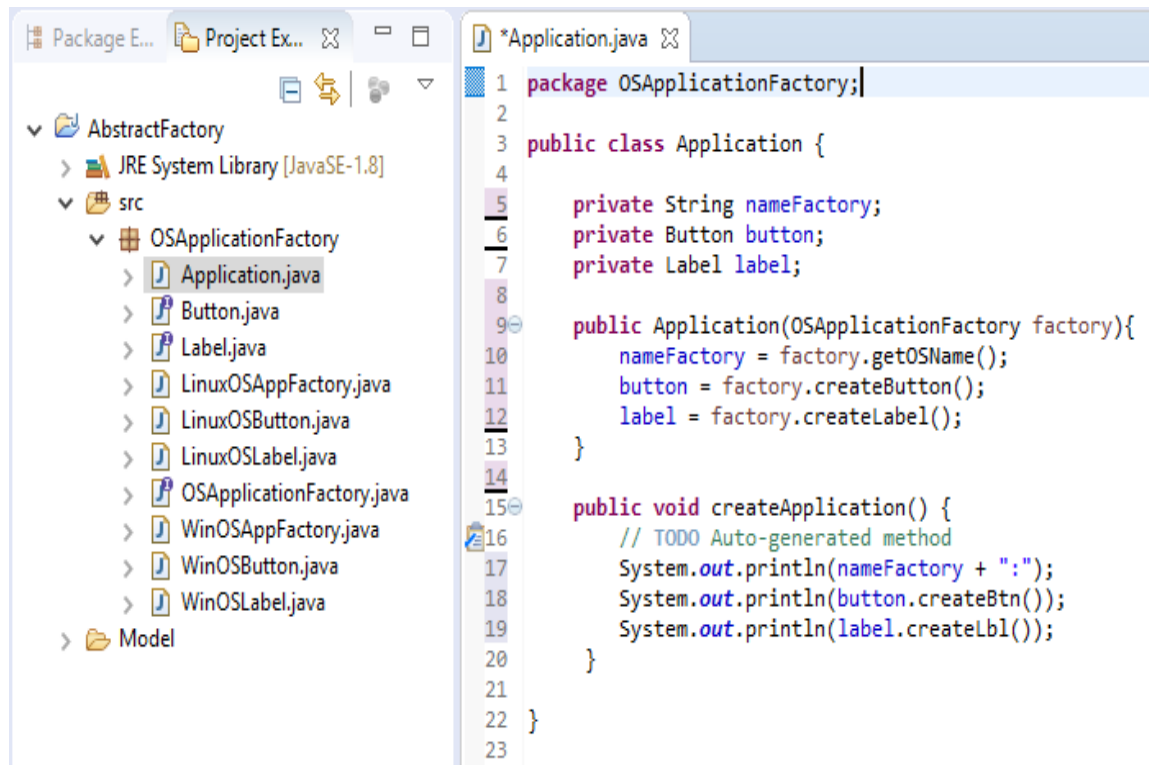 Package E...
Project Ex...
AbstractFactory
JRE System Library [JavaSE-1.8]
src
OSApplicationFactory
Application.java
Button.java
Label.java
LinuxOSAppFactory.java
LinuxOSButton.java
LinuxOSLabel.java
OSApplicationFactory.java
WinOSAppFactory.java
WinOSButton.java
WinOSLabel.java
Model
*Application.java
1 package OSApplicationFactory;
2
3 public class Application {
4
5 private String nameFactory;
6 private Button button;
7 private Label label;
8
9 public Application(OSApplicationFactory factory){
10 nameFactory = factory.getOSName();
11 button = factory.createButton();
12 label = factory.createLabel();
13 }
14
15 public void createApplication() {
16 // TODO Auto-generated method
17 System.out.println(nameFactory + ":");
18 System.out.println(button.createBtn());
19 System.out.println(label.createLbl());
20 }
21
22 }
23